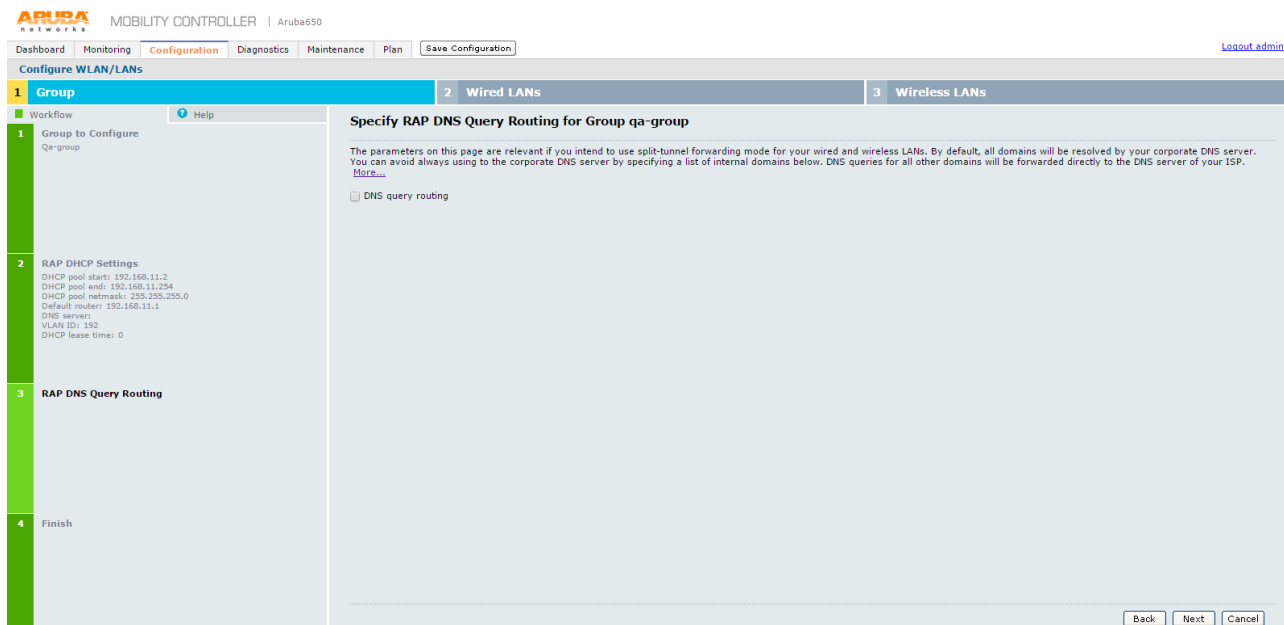 ARUBA networks MOBILITY CONTROLLER | Aruba650
Dashboard Monitoring Configuration Diagnostics Maintenance Plan Save Configuration Logout admin
Configure WLAN/LANs
1 Group 2 Wired LANs 3 Wireless LANs
Workflow ? Help
1 Group to Configure
Qa-group
2 RAP DHCP Settings
DHCP pool start: 192.168.11.2
DHCP pool end: 192.168.11.254
DHCP pool netmask: 255.255.255.0
Default router: 192.168.11.1
DNS server:
VLAN ID: 192
DHCP lease time: 0
3 RAP DNS Query Routing
4 Finish
Specify RAP DNS Query Routing for Group qa-group
The parameters on this page are relevant if you intend to use split-tunnel forwarding mode for your wired and wireless LANs. By default, all domains will be resolved by your corporate DNS server.
You can avoid always using to the corporate DNS server by specifying a list of internal domains below. DNS queries for all other domains will be forwarded directly to the DNS server of your ISP.
More...
DNS query routing
Back Next Cancel